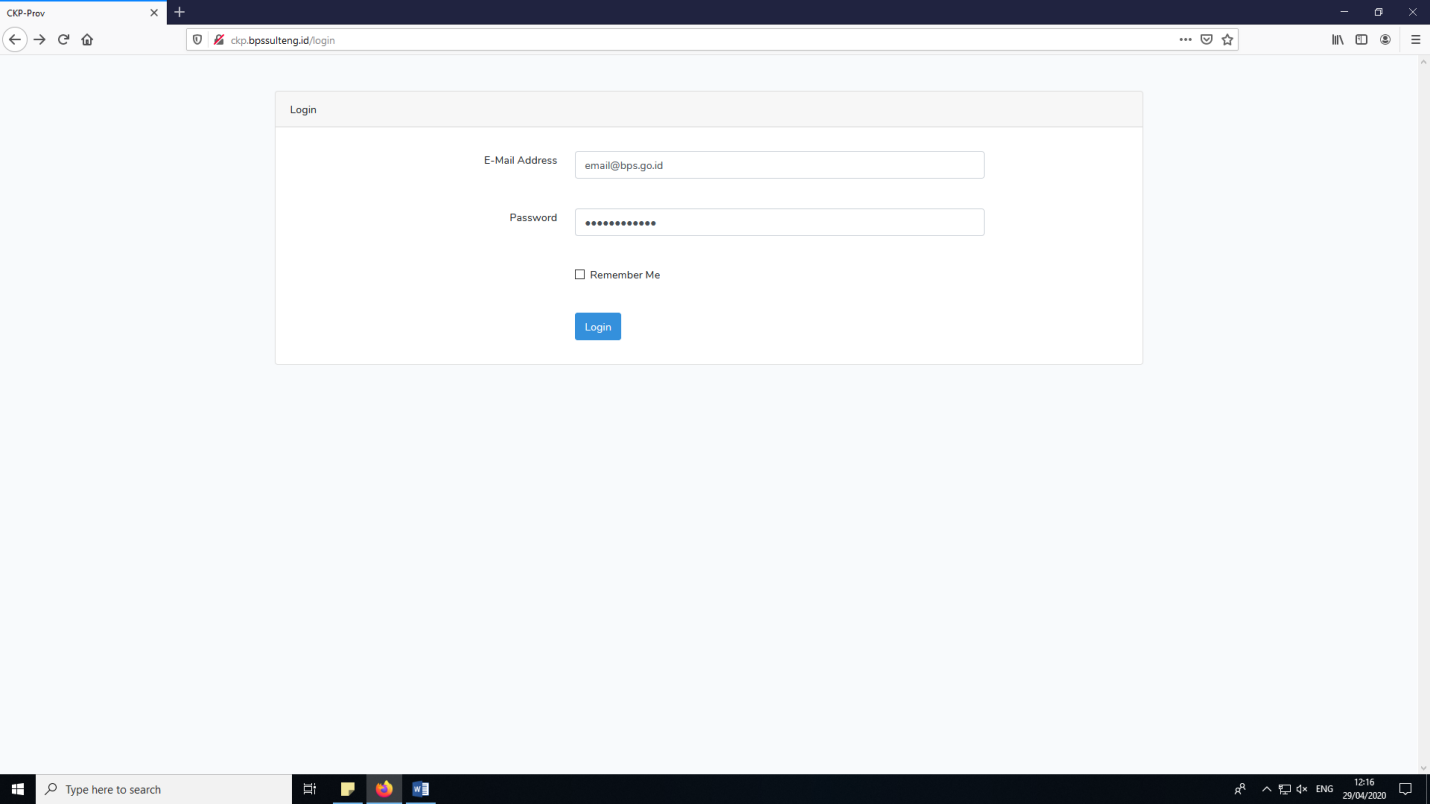 CKP-Prov
ckp.bpssulteng.id/login
Login
E-Mail Address
email@bps.go.id
Password
Remember Me
Login
Type here to search
ENG
12:16
29/04/2020